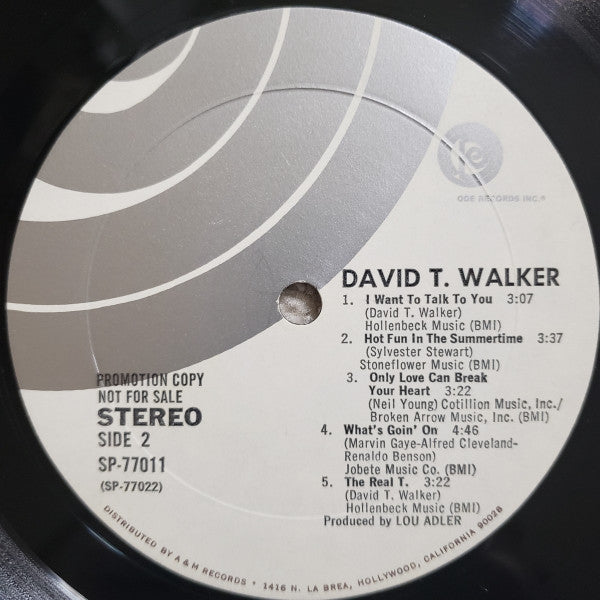 ODE RECORDS INC.®
DAVID T. WALKER
1. I Want To Talk To You 3:07
(David T. Walker)
Hollenbeck Music (BMI)
2. Hot Fun In The Summertime 3:37
(Sylvester Stewart)
Stoneflower Music (BMI)
3. Only Love Can Break
Your Heart 3:22
(Neil Young) Cotillion Music, Inc./
Broken Arrow Music, Inc. (BMI)
4. What's Goin' On 4:46
(Marvin Gaye-Alfred Cleveland-
Renaldo Benson)
Jobete Music Co. (BMI)
5. The Real T. 3:22
(David T. Walker)
Hollenbeck Music (BMI)
Produced by LOU ADLER
PROMOTION COPY
NOT FOR SALE
STEREO
SIDE 2
SP-77011
(SP-77022)
DISTRIBUTED BY A & M RECORDS • 1416 N. LA BREA, HOLLYWOOD, CALIFORNIA 90028